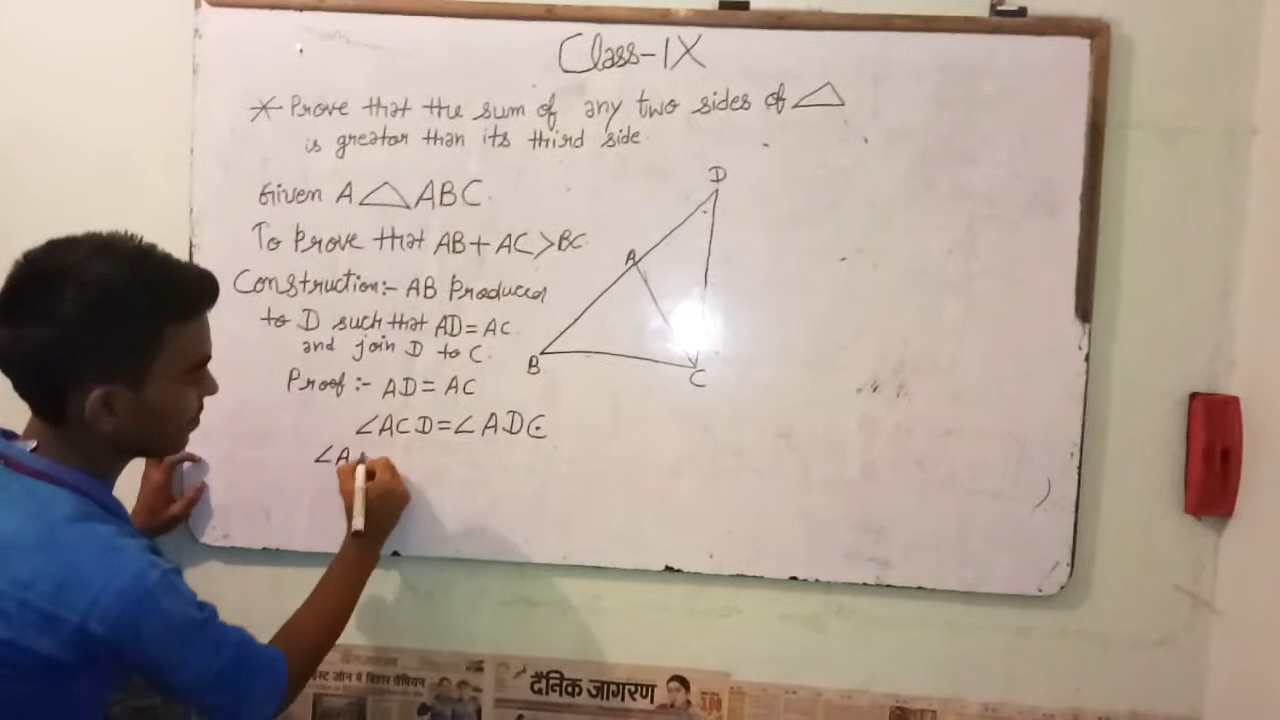 Class-IX
* Prove that the sum of any two sides of △
is greater than its third side.
Given A △ ABC.
To Prove that AB + AC > BC.
Construction:- AB Produced
to D such that AD = AC.
and join D to C.
Proof :- AD = AC
∠ACD = ∠ADC
∠A
D
A
B
C
दैनिक जागरण